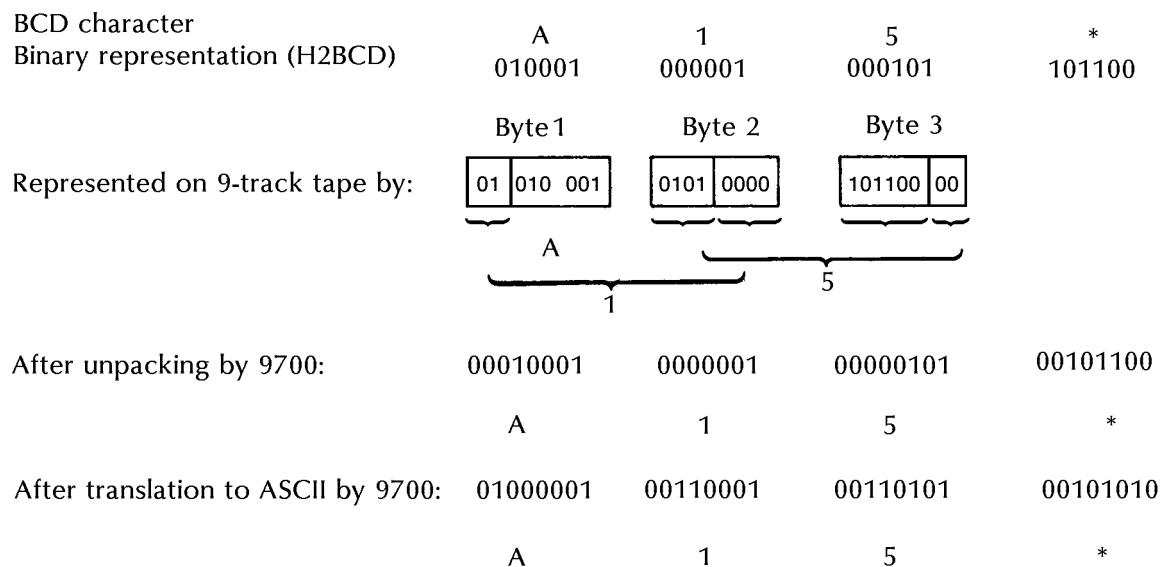 BCD character A 1 5 *
Binary representation (H2BCD) 010001 000001 000101 101100
Byte 1 Byte 2 Byte 3
Represented on 9-track tape by: 01 010 001 0101 0000 101100 00
A
1 5
After unpacking by 9700: 00010001 0000001 00000101 00101100
A 1 5 *
After translation to ASCII by 9700: 01000001 00110001 00110101 00101010
A 1 5 *